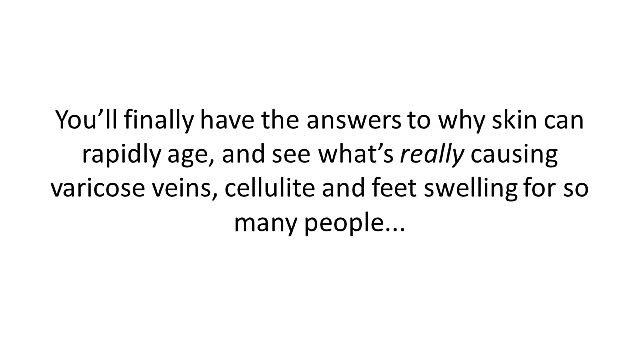 You’ll finally have the answers to why skin can
rapidly age, and see what’s really causing
varicose veins, cellulite and feet swelling for so
many people...